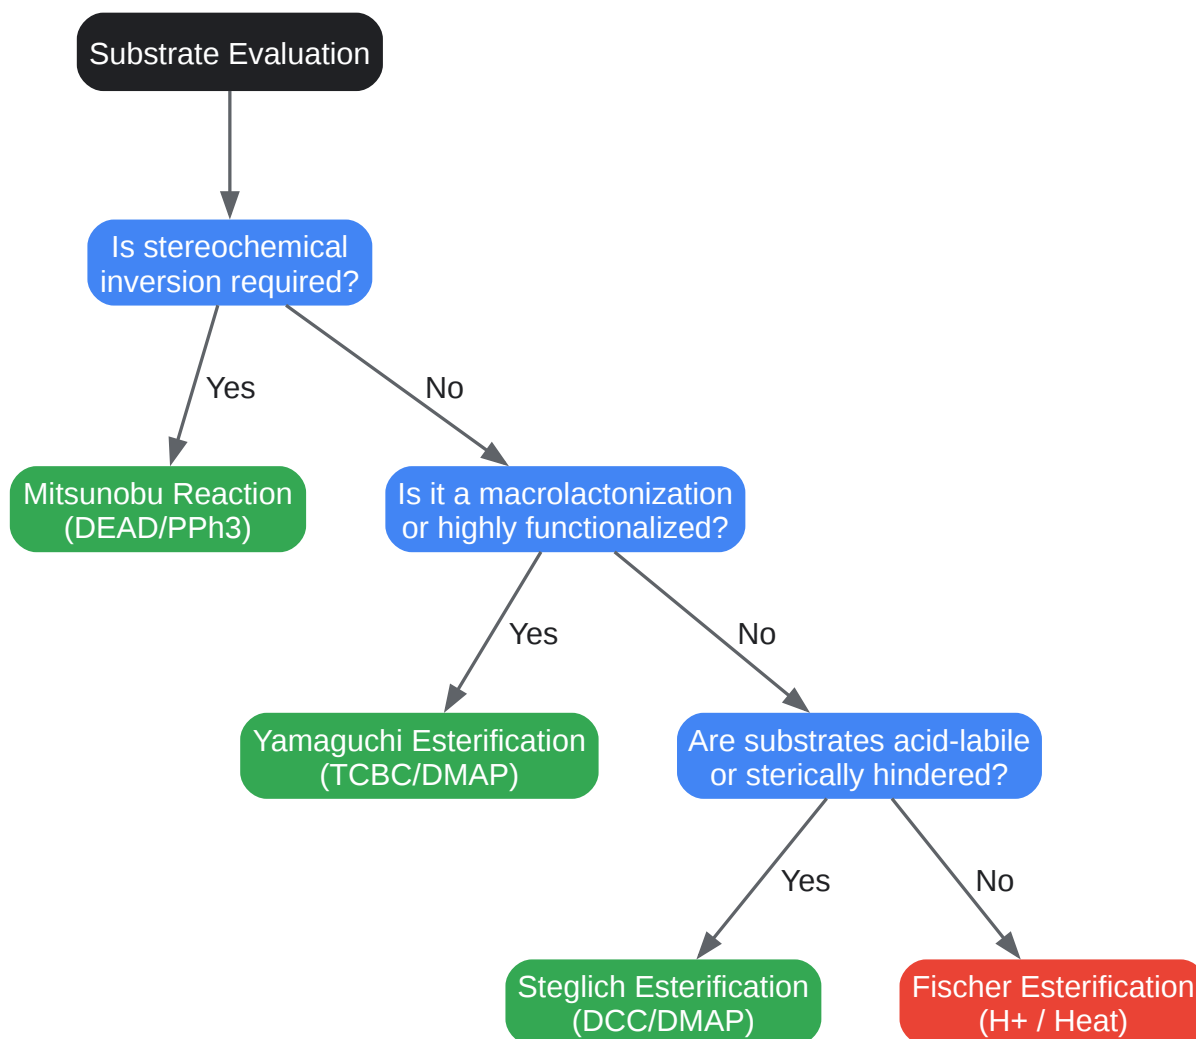 Substrate Evaluation
Is stereochemical
inversion required?
Yes
No
Mitsunobu Reaction
(DEAD/PPh3)
Is it a macrolactonization
or highly functionalized?
Yes
No
Yamaguchi Esterification
(TCBC/DMAP)
Are substrates acid-labile
or sterically hindered?
Yes
No
Steglich Esterification
(DCC/DMAP)
Fischer Esterification
(H+ / Heat)